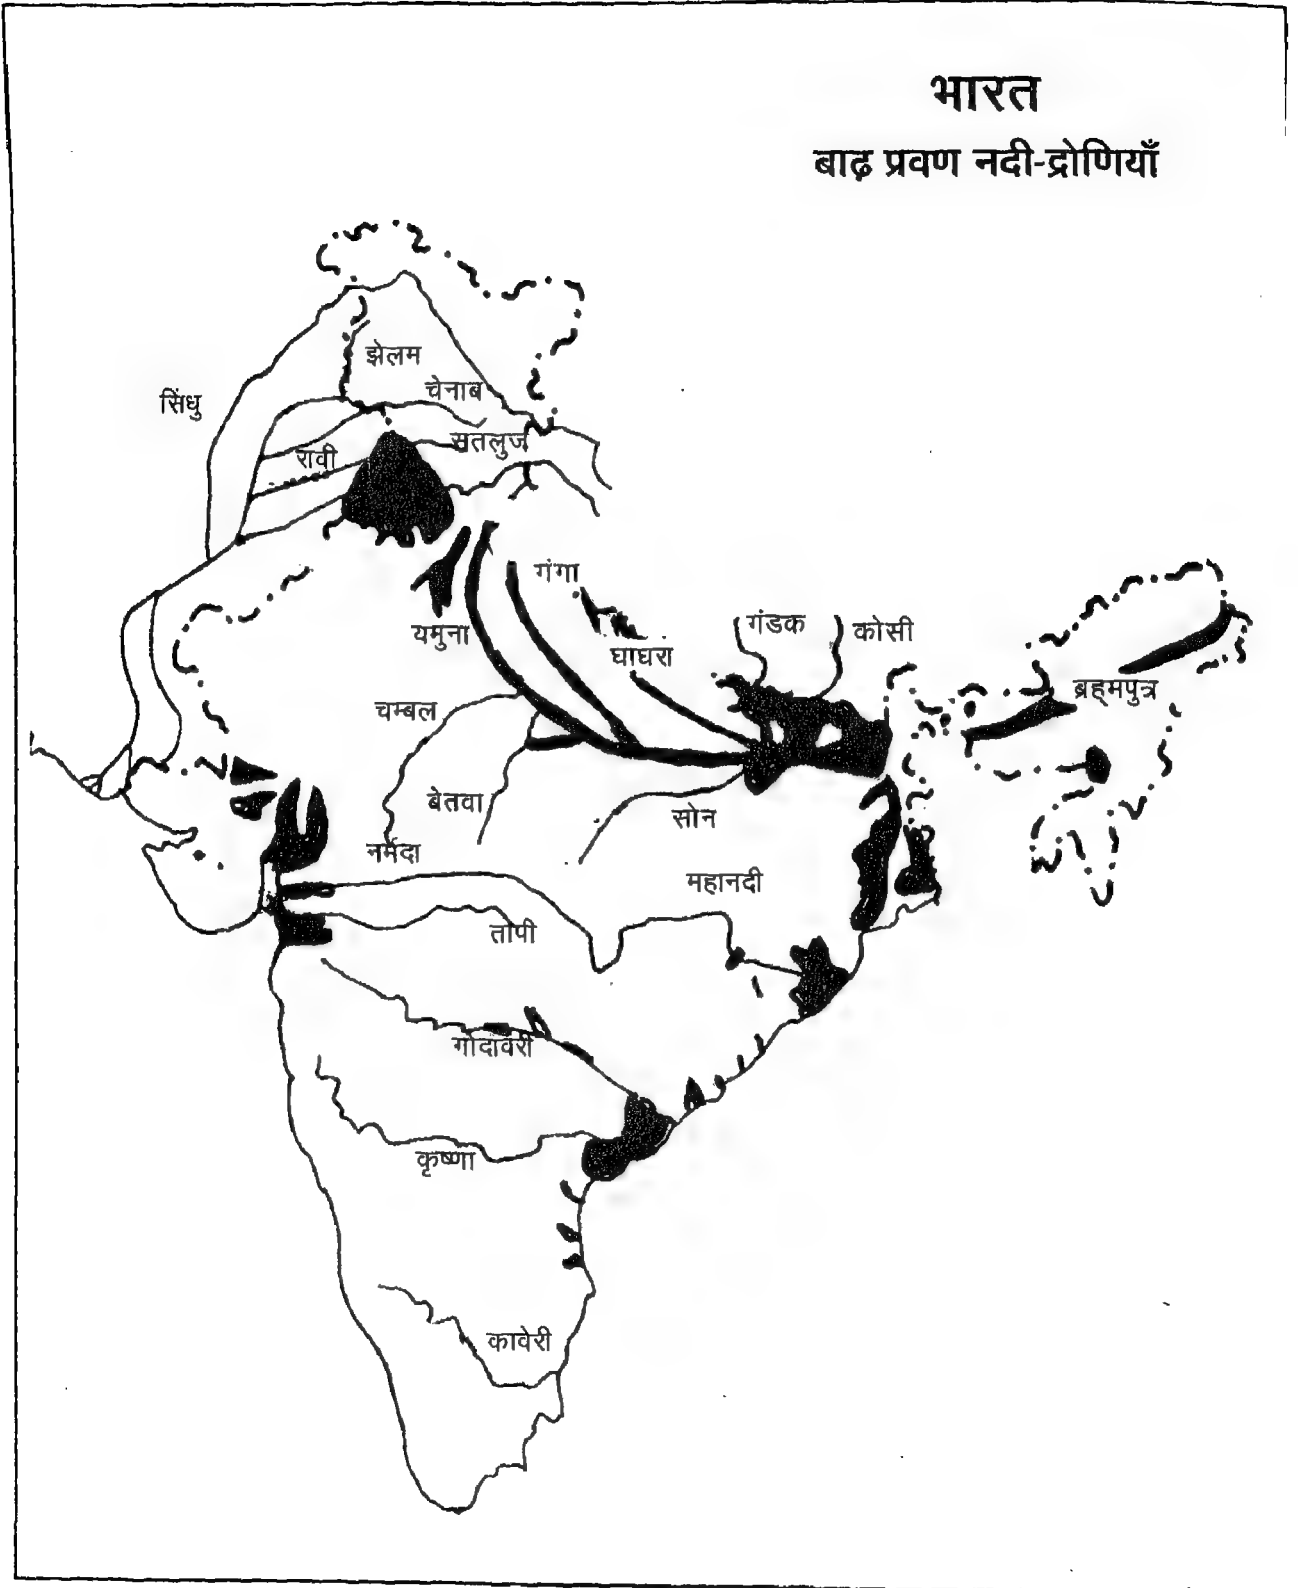 भारत
बाढ़ प्रवण नदी-द्रोणियाँ
झेलम
चेनाब
सिंधु
सतलुज
रावी
गंगा
यमुना
गंडक
कोसी
घाघरा
ब्रह्मपुत्र
चम्बल
बेतवा
सोन
नर्मदा
महानदी
तोपी
गोदावरी
कृष्णा
कावेरी